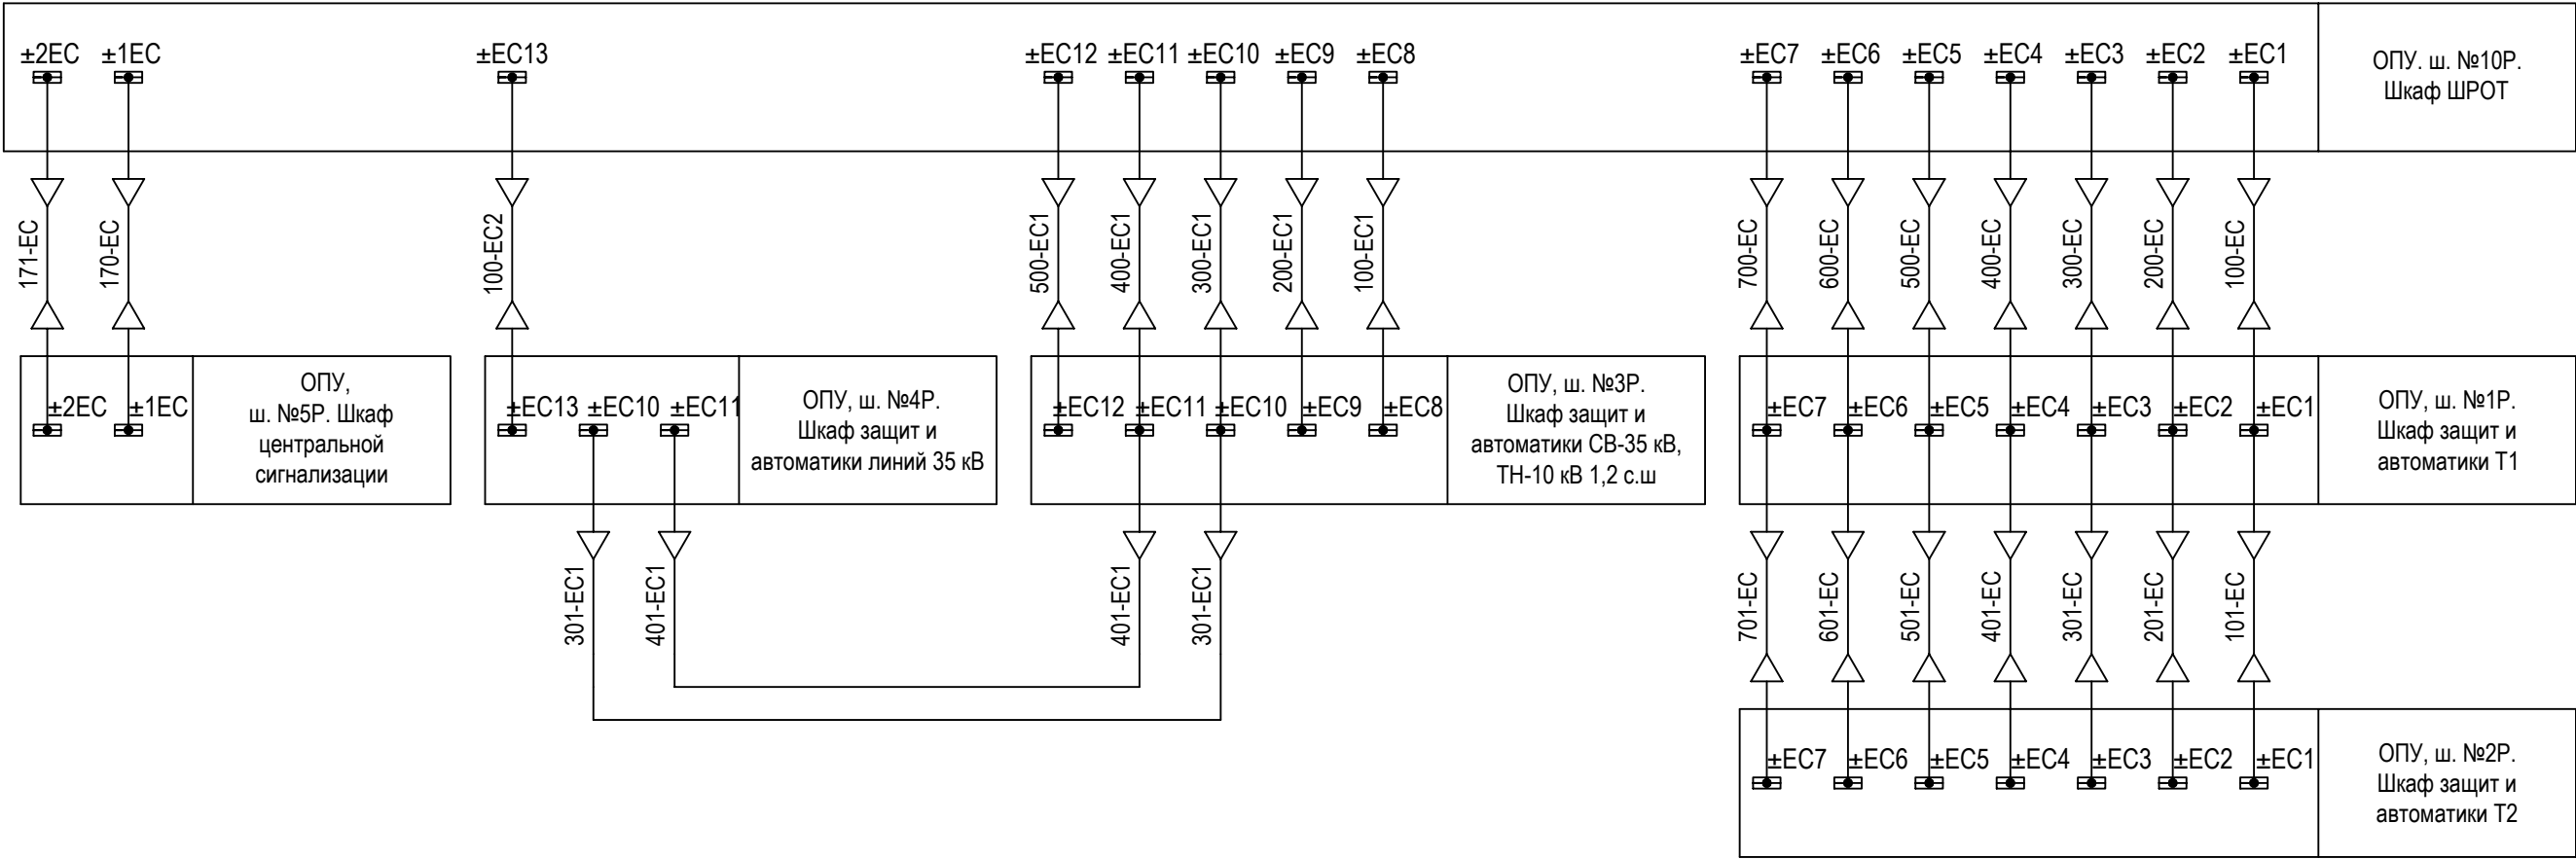 ±2EC ±1EC ±EC13 ±EC12 ±EC11 ±EC10 ±EC9 ±EC8 ±EC7 ±EC6 ±EC5 ±EC4 ±EC3 ±EC2 ±EC1
ОПУ. ш. №10Р.
Шкаф ШРОТ
171-EC
170-EC
100-EC2
500-EC1
400-EC1
300-EC1
200-EC1
100-EC1
700-EC
600-EC
500-EC
400-EC
300-EC
200-EC
100-EC
±2EC ±1EC
ОПУ,
ш. №5Р. Шкаф
центральной
сигнализации
±EC13 ±EC10 ±EC11
ОПУ, ш. №4Р.
Шкаф защит и
автоматики линий 35 кВ
±EC12 ±EC11 ±EC10 ±EC9 ±EC8
ОПУ, ш. №3Р.
Шкаф защит и
автоматики СВ-35 кВ,
ТН-10 кВ 1,2 с.ш
±EC7 ±EC6 ±EC5 ±EC4 ±EC3 ±EC2 ±EC1
ОПУ, ш. №1Р.
Шкаф защит и
автоматики Т1
301-EC1
401-EC1
401-EC1
301-EC1
701-EC
601-EC
501-EC
401-EC
301-EC
201-EC
101-EC
±EC7 ±EC6 ±EC5 ±EC4 ±EC3 ±EC2 ±EC1
ОПУ, ш. №2Р.
Шкаф защит и
автоматики Т2